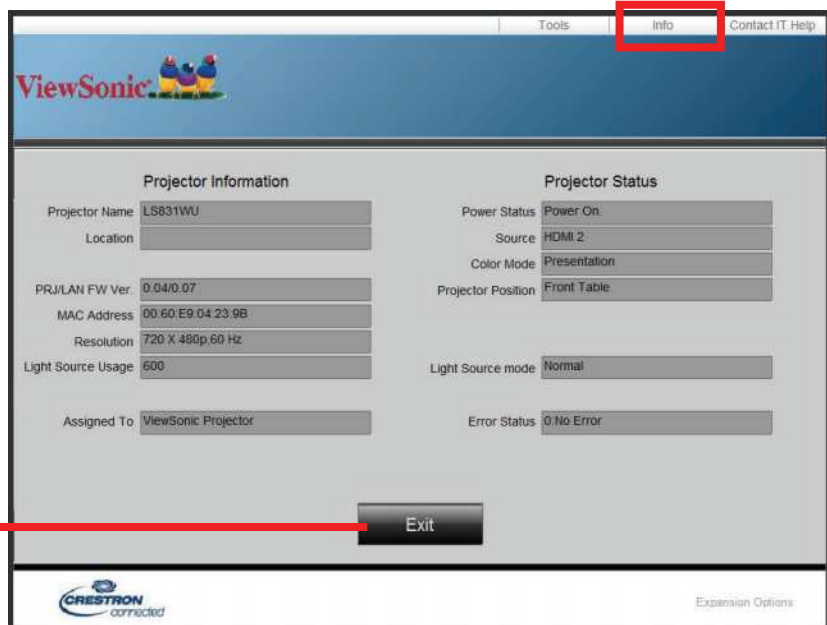 Tools Info Contact IT Help
ViewSonic
Projector Information
Projector Name LS831WU
Location
PRJ/LAN FW Ver. 0.04/0.07
MAC Address 00.60.E9.04.23.9B
Resolution 720 X 480p,60 Hz
Light Source Usage 600
Assigned To ViewSonic Projector
Projector Status
Power Status Power On.
Source HDMI 2
Color Mode Presentation
Projector Position Front Table
Light Source mode Normal
Error Status 0.No Error
Exit
CRESTRON
connected
Expansion Options